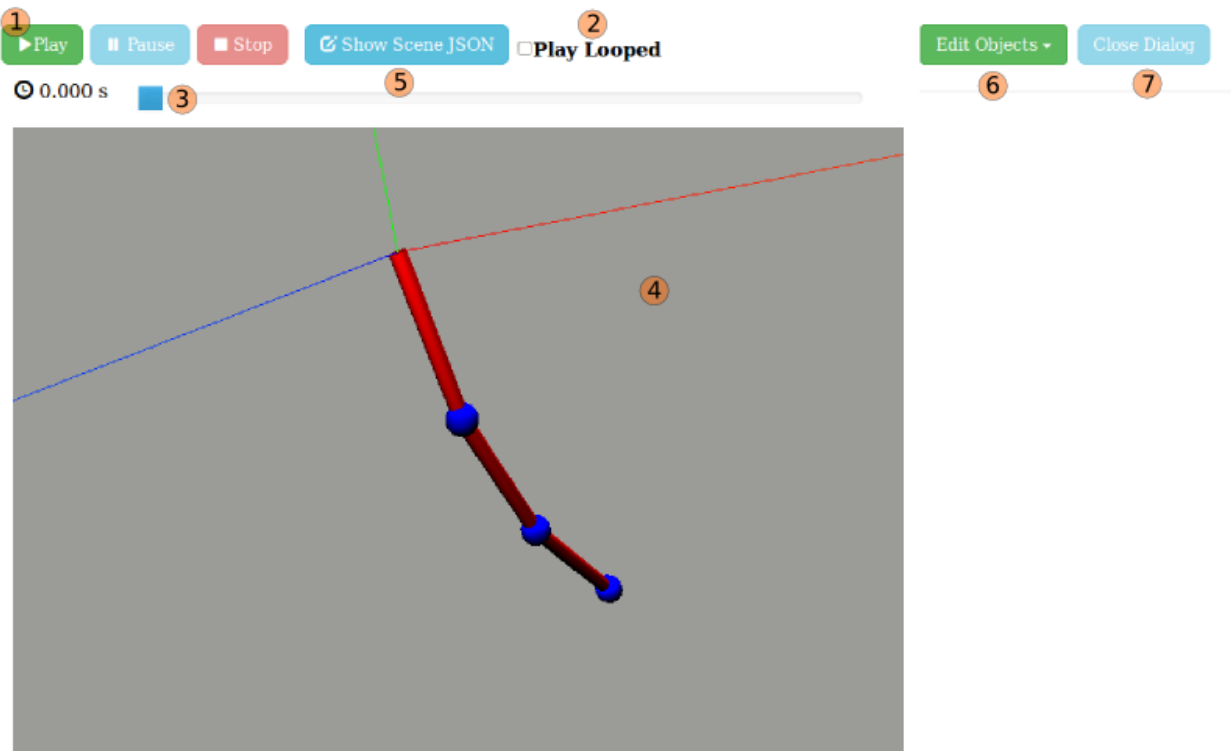 1
2
Play
Pause
Stop
Show Scene JSON
Play Looped
Edit Objects
Close Dialog
5
6
7
0.000 s
3
4